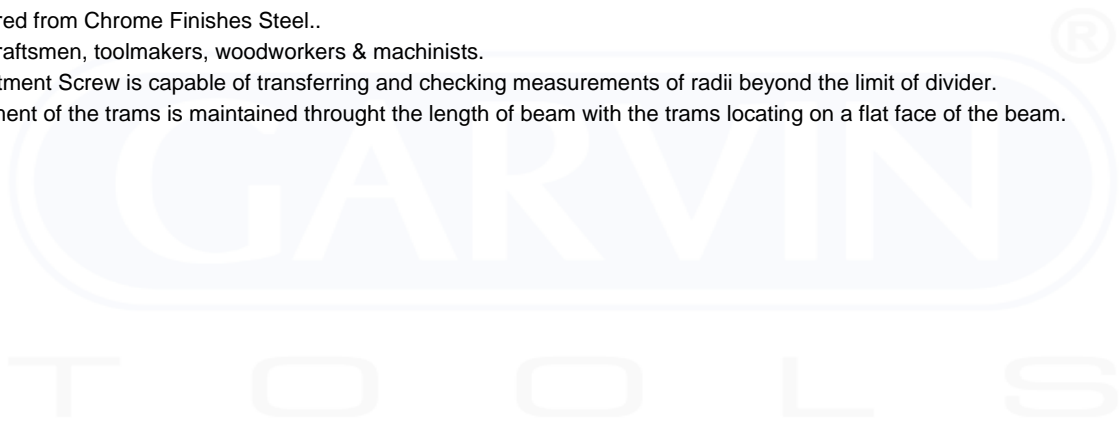 red from Chrome Finishes Steel..
raftsmen, toolmakers, woodworkers & machinists.
tment Screw is capable of transferring and checking measurements of radii beyond the limit of divider.
nent of the trams is maintained throught the length of beam with the trams locating on a flat face of the beam.
GARVIN
®
TOOLS